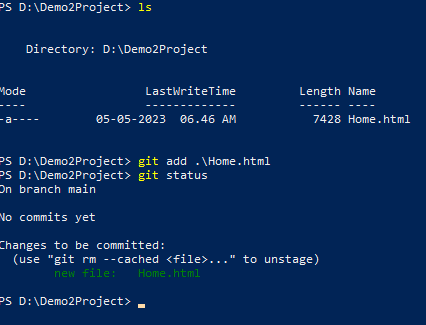 PS D:\Demo2Project> ls
Directory: D:\Demo2Project
Mode LastWriteTime Length Name
---- ------------- ------ ----
-a---- 05-05-2023 06.46 AM 7428 Home.html
PS D:\Demo2Project> git add .\Home.html
PS D:\Demo2Project> git status
On branch main
No commits yet
Changes to be committed:
(use "git rm --cached <file>..." to unstage)
new file: Home.html
PS D:\Demo2Project>